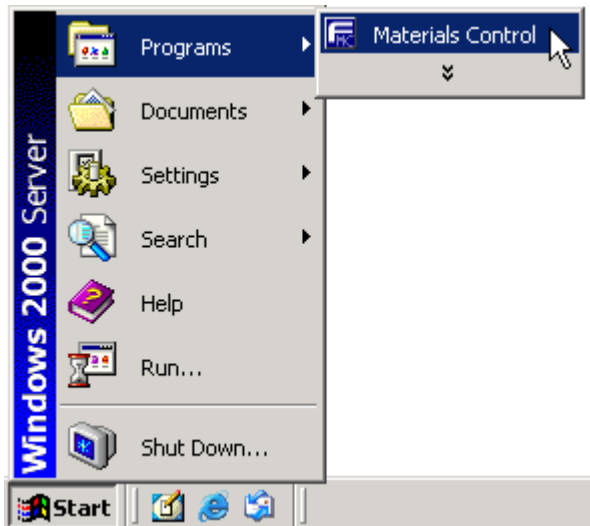 Programs
Materials Control
Documents
Settings
Search
Help
Run...
Shut Down...
Windows 2000 Server
Start